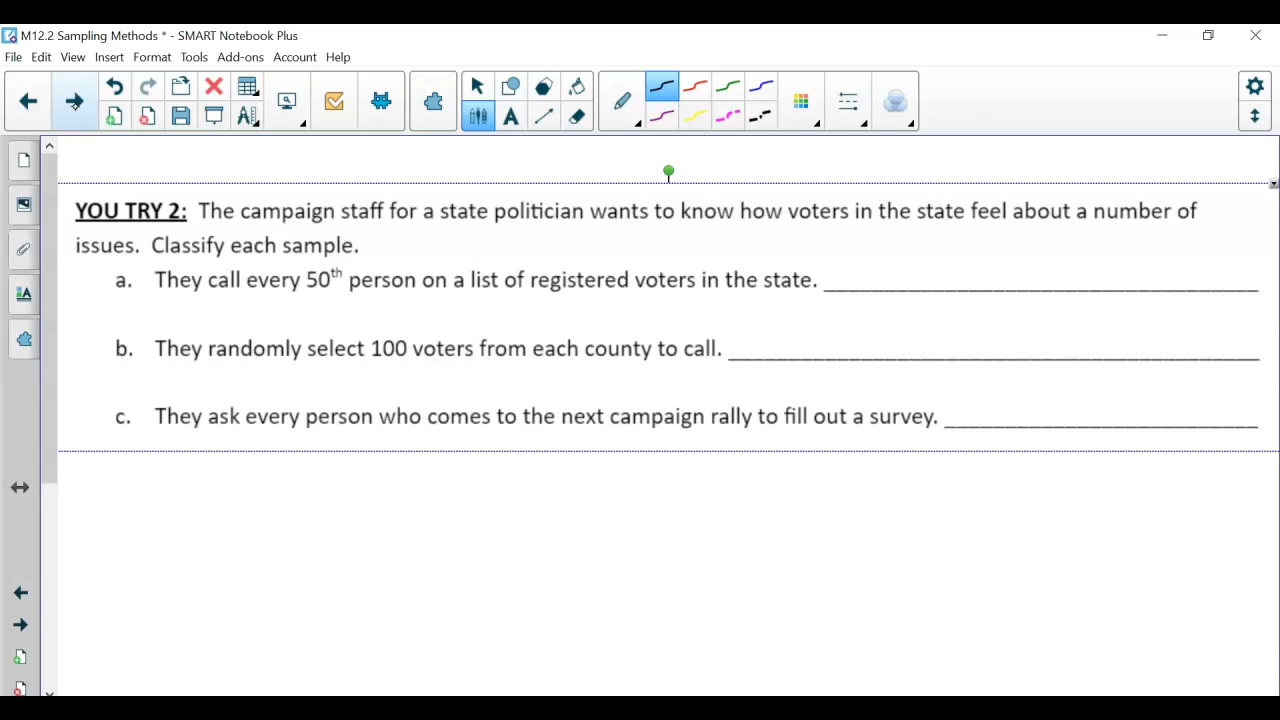 M12.2 Sampling Methods * - SMART Notebook Plus
File Edit View Insert Format Tools Add-ons Account Help
YOU TRY 2: The campaign staff for a state politician wants to know how voters in the state feel about a number of
issues. Classify each sample.
a. They call every 50th person on a list of registered voters in the state. ____________________
b. They randomly select 100 voters from each county to call. ____________________
c. They ask every person who comes to the next campaign rally to fill out a survey. ____________________